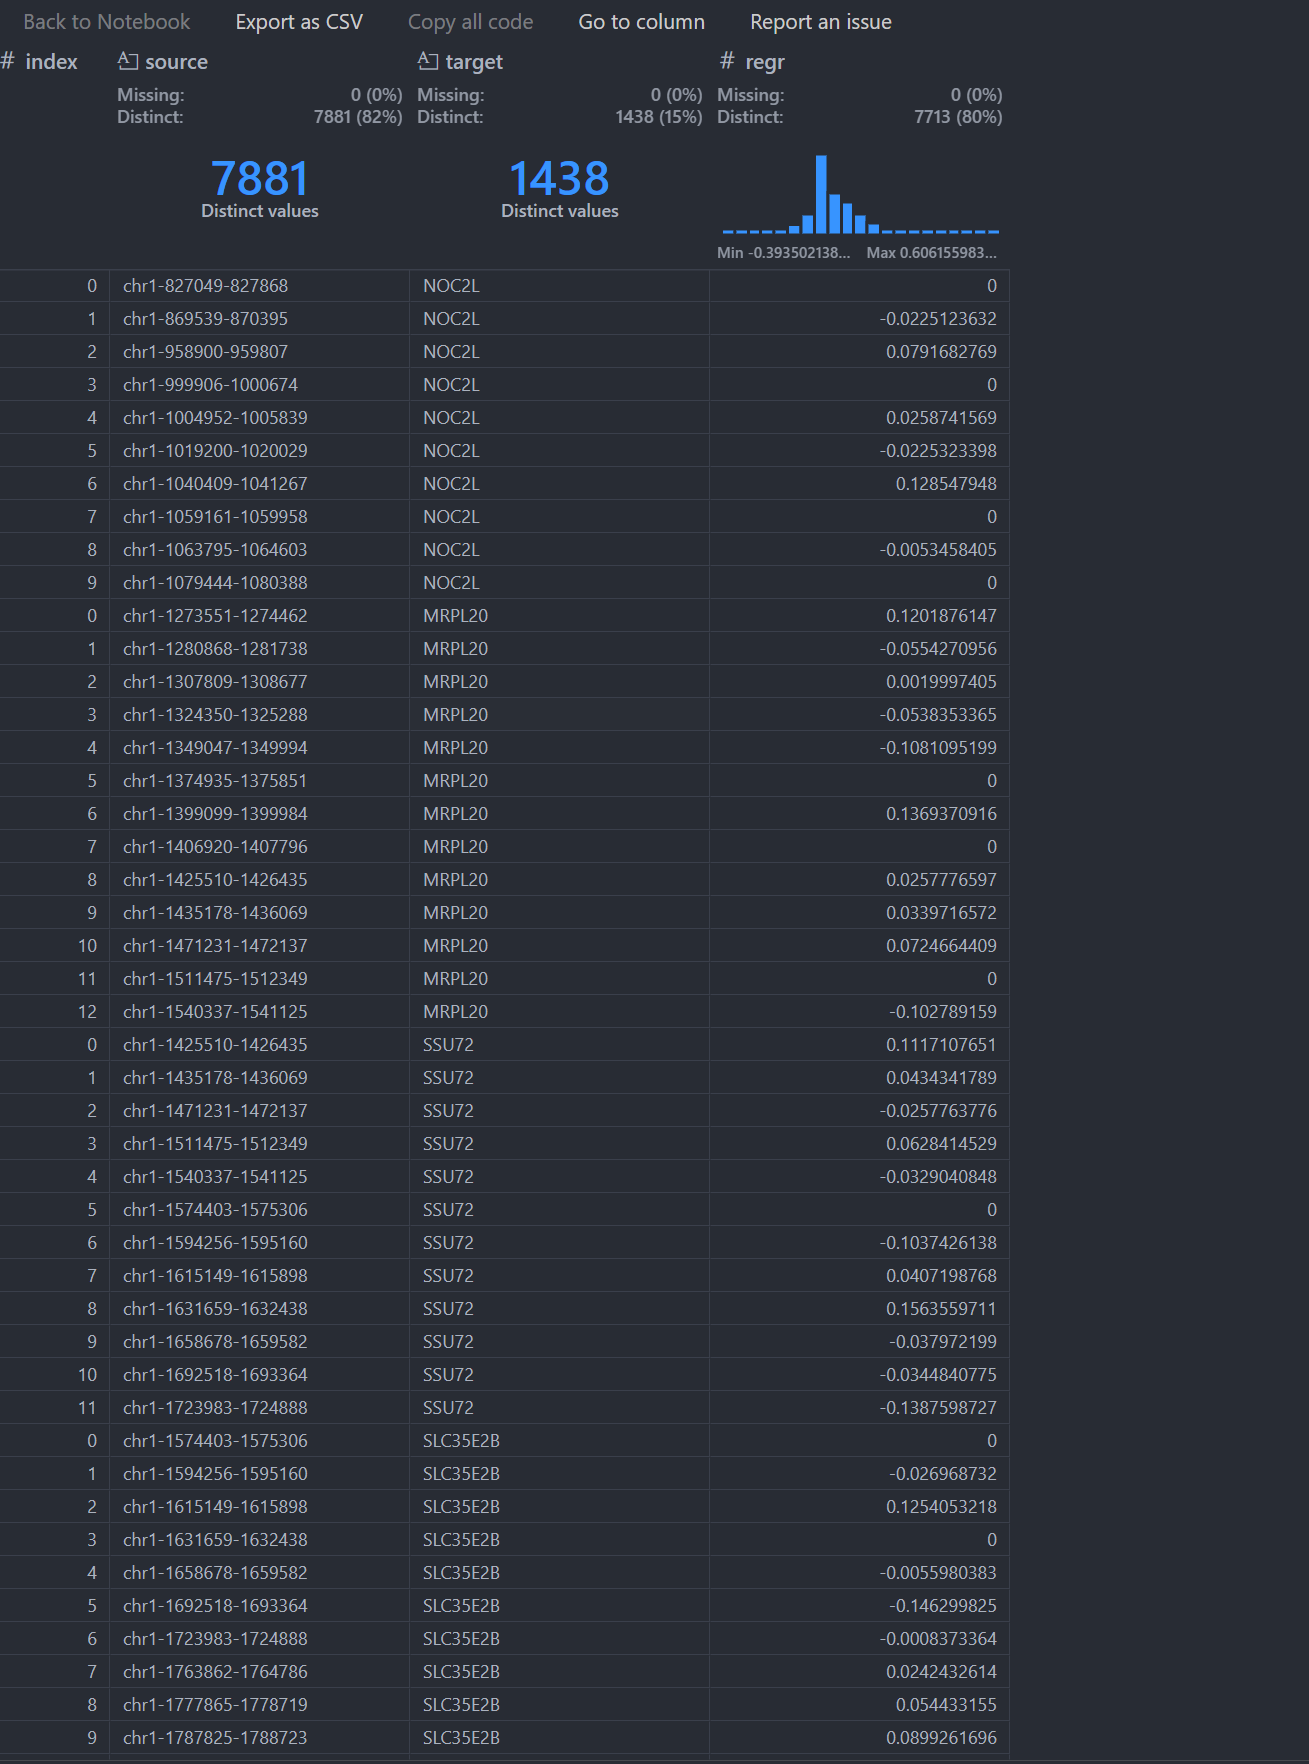 Back to Notebook Export as CSV Copy all code Go to column Report an issue
# index source target # regr
Missing: 0 (0%) Missing: 0 (0%) Missing: 0 (0%)
Distinct: 7881 (82%) Distinct: 1438 (15%) Distinct: 7713 (80%)
7881 1438
Distinct values Distinct values
Min -0.393502138... Max 0.606155983...
0 chr1-827049-827868 NOC2L 0
1 chr1-869539-870395 NOC2L -0.0225123632
2 chr1-958900-959807 NOC2L 0.0791682769
3 chr1-999906-1000674 NOC2L 0
4 chr1-1004952-1005839 NOC2L 0.0258741569
5 chr1-1019200-1020029 NOC2L -0.0225323398
6 chr1-1040409-1041267 NOC2L 0.128547948
7 chr1-1059161-1059958 NOC2L 0
8 chr1-1063795-1064603 NOC2L -0.0053458405
9 chr1-1079444-1080388 NOC2L 0
0 chr1-1273551-1274462 MRPL20 0.1201876147
1 chr1-1280868-1281738 MRPL20 -0.0554270956
2 chr1-1307809-1308677 MRPL20 0.0019997405
3 chr1-1324350-1325288 MRPL20 -0.0538353365
4 chr1-1349047-1349994 MRPL20 -0.1081095199
5 chr1-1374935-1375851 MRPL20 0
6 chr1-1399099-1399984 MRPL20 0.1369370916
7 chr1-1406920-1407796 MRPL20 0
8 chr1-1425510-1426435 MRPL20 0.0257776597
9 chr1-1435178-1436069 MRPL20 0.0339716572
10 chr1-1471231-1472137 MRPL20 0.0724664409
11 chr1-1511475-1512349 MRPL20 0
12 chr1-1540337-1541125 MRPL20 -0.102789159
0 chr1-1425510-1426435 SSU72 0.1117107651
1 chr1-1435178-1436069 SSU72 0.0434341789
2 chr1-1471231-1472137 SSU72 -0.0257763776
3 chr1-1511475-1512349 SSU72 0.0628414529
4 chr1-1540337-1541125 SSU72 -0.0329040848
5 chr1-1574403-1575306 SSU72 0
6 chr1-1594256-1595160 SSU72 -0.1037426138
7 chr1-1615149-1615898 SSU72 0.0407198768
8 chr1-1631659-1632438 SSU72 0.1563559711
9 chr1-1658678-1659582 SSU72 -0.037972199
10 chr1-1692518-1693364 SSU72 -0.0344840775
11 chr1-1723983-1724888 SSU72 -0.1387598727
0 chr1-1574403-1575306 SLC35E2B 0
1 chr1-1594256-1595160 SLC35E2B -0.026968732
2 chr1-1615149-1615898 SLC35E2B 0.1254053218
3 chr1-1631659-1632438 SLC35E2B 0
4 chr1-1658678-1659582 SLC35E2B -0.0055980383
5 chr1-1692518-1693364 SLC35E2B -0.146299825
6 chr1-1723983-1724888 SLC35E2B -0.0008373364
7 chr1-1763862-1764786 SLC35E2B 0.0242432614
8 chr1-1777865-1778719 SLC35E2B 0.054433155
9 chr1-1787825-1788723 SLC35E2B 0.0899261696